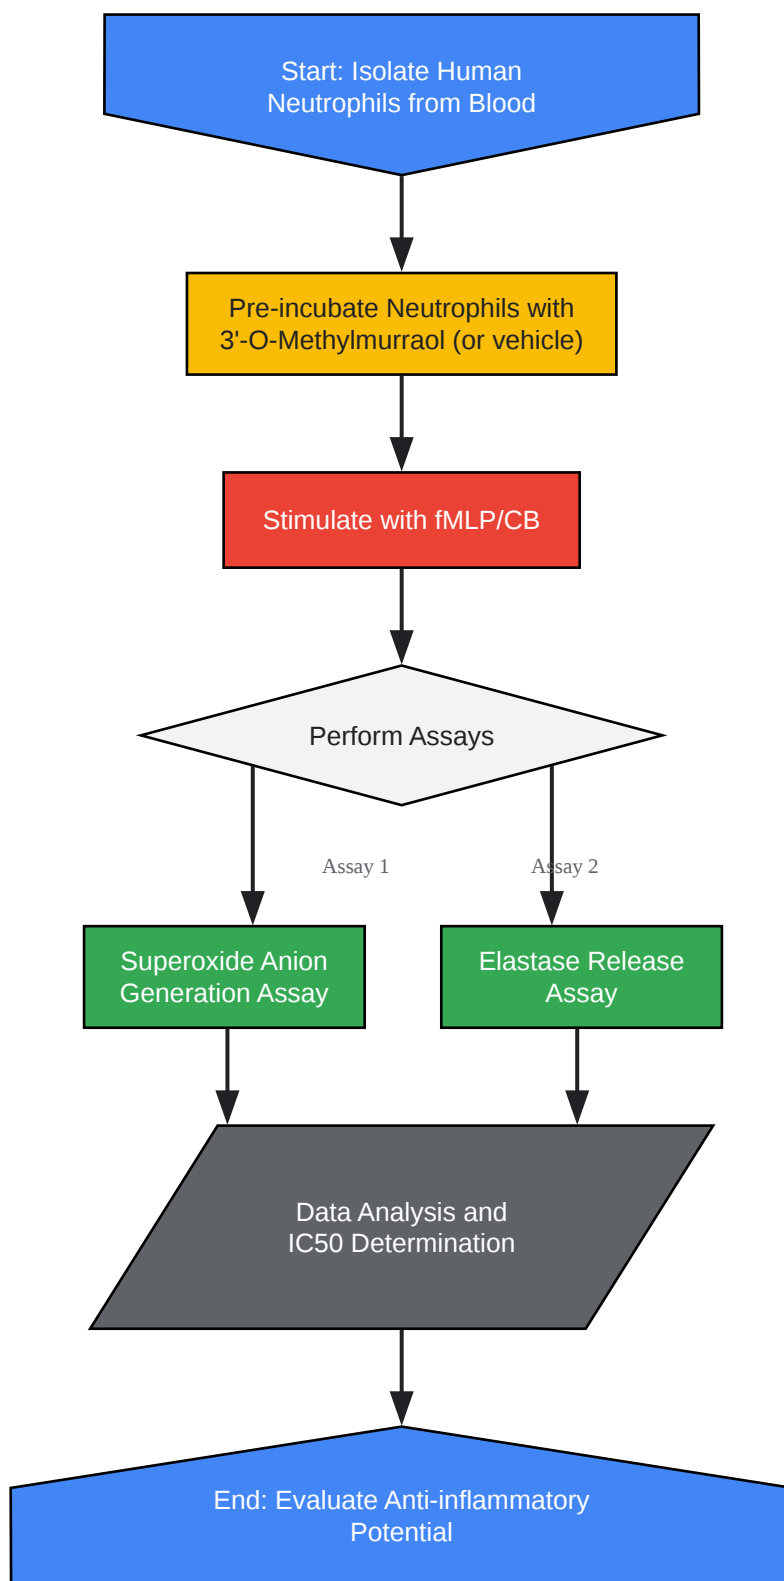 Start: Isolate Human
Neutrophils from Blood
Pre-incubate Neutrophils with
3'-O-Methylmurraol (or vehicle)
Stimulate with fMLP/CB
Perform Assays
Assay 1
Assay 2
Superoxide Anion
Generation Assay
Elastase Release
Assay
Data Analysis and
IC50 Determination
End: Evaluate Anti-inflammatory
Potential